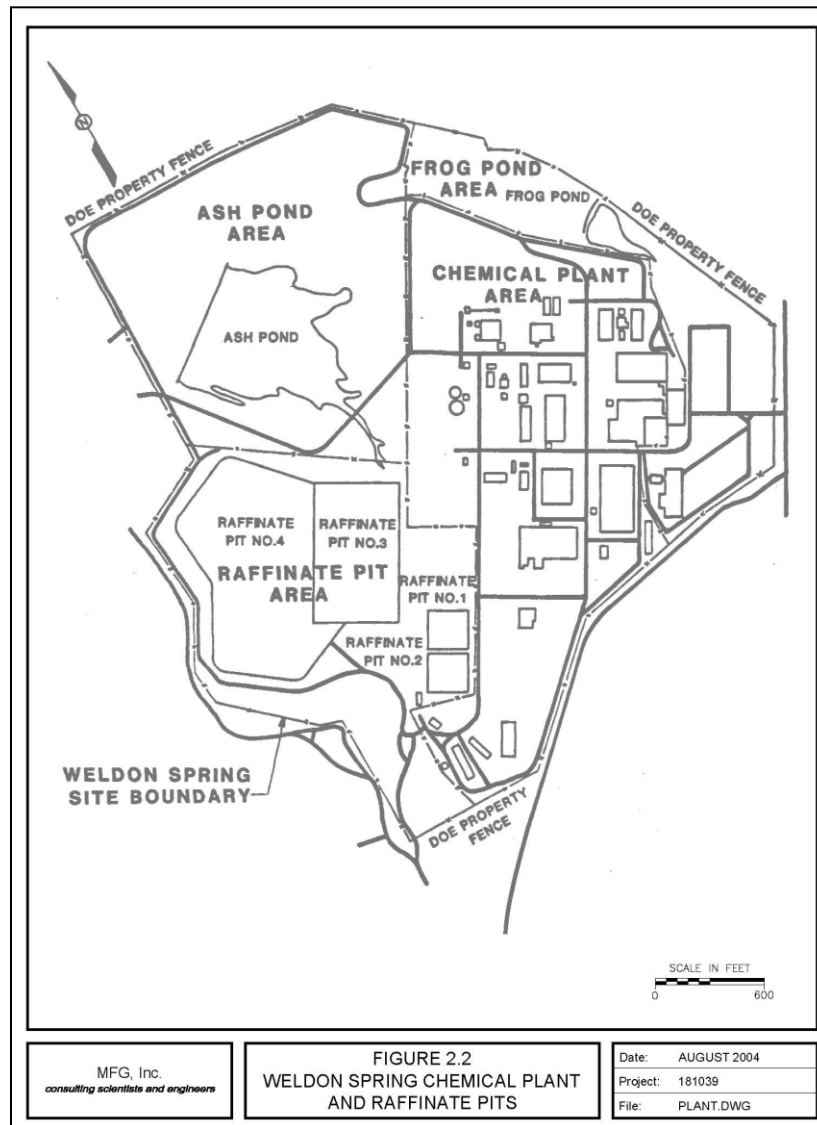 N
DOE PROPERTY FENCE
FROG POND
AREA
FROG POND
DOE PROPERTY FENCE
ASH POND
AREA
CHEMICAL PLANT
AREA
ASH POND
RAFFINATE
PIT NO.4
RAFFINATE
PIT NO.3
RAFFINATE PIT
AREA
RAFFINATE
PIT NO.1
RAFFINATE
PIT NO.2
WELDON SPRING
SITE BOUNDARY
DOE PROPERTY
FENCE
SCALE IN FEET
0 600
MFG, Inc.
consulting scientists and engineers
FIGURE 2.2
WELDON SPRING CHEMICAL PLANT
AND RAFFINATE PITS
Date: AUGUST 2004
Project: 181039
File: PLANT.DWG